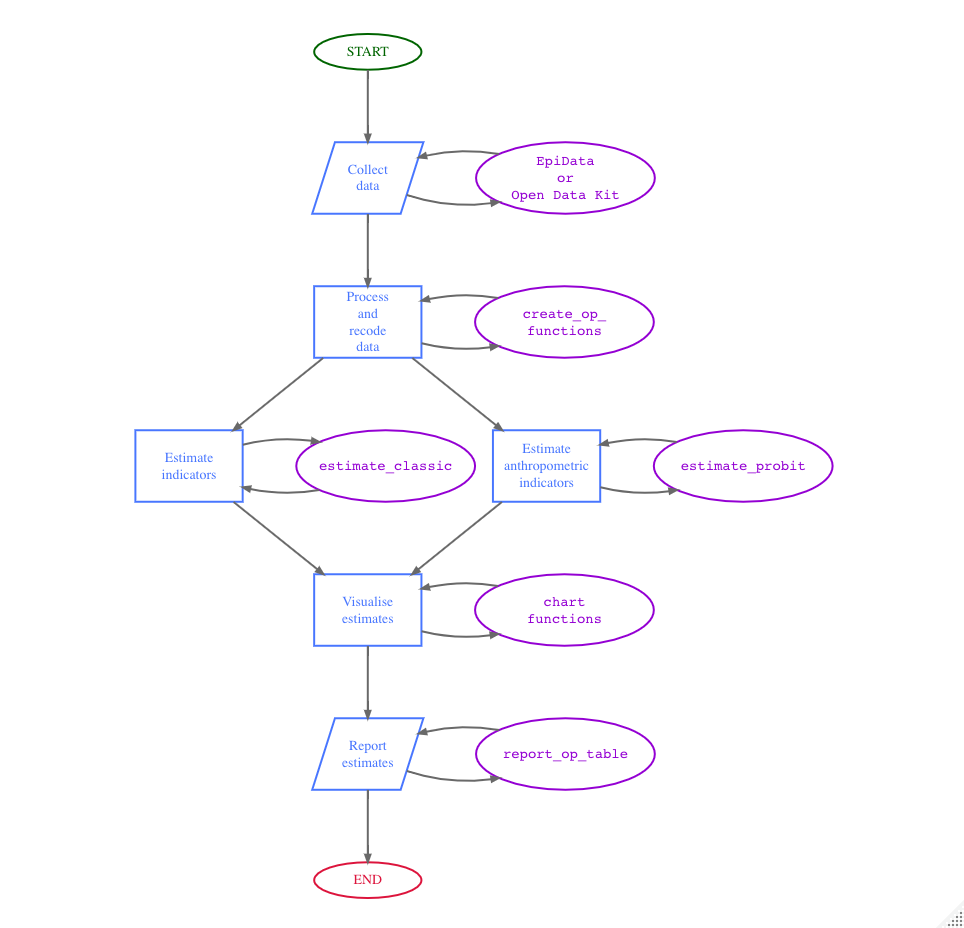 START
Collect
data
EpiData
or
Open Data Kit
Process
and
recode
data
create_op_
functions
Estimate
indicators
estimate_classic
Estimate
anthropometric
indicators
estimate_probit
Visualise
estimates
chart
functions
Report
estimates
report_op_table
END